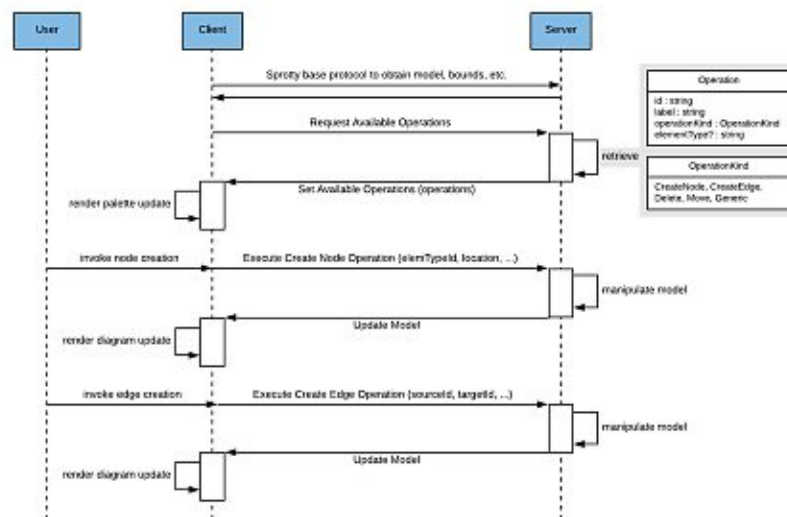 User
Client
Server
Sprotty base protocol to obtain model, bounds, etc.
Request Available Operations
Operation
id : string
label : string
operationKind : OperationKind
elementType? : string
retrieve
OperationKind
CreateNode, CreateEdge,
Delete, Move, Generic
Set Available Operations (operations)
render palette update
invoke node creation
Execute Create Node Operation (elemTypeId, location, ...)
manipulate model
Update Model
render diagram update
invoke edge creation
Execute Create Edge Operation (sourceId, targetId, ...)
manipulate model
Update Model
render diagram update